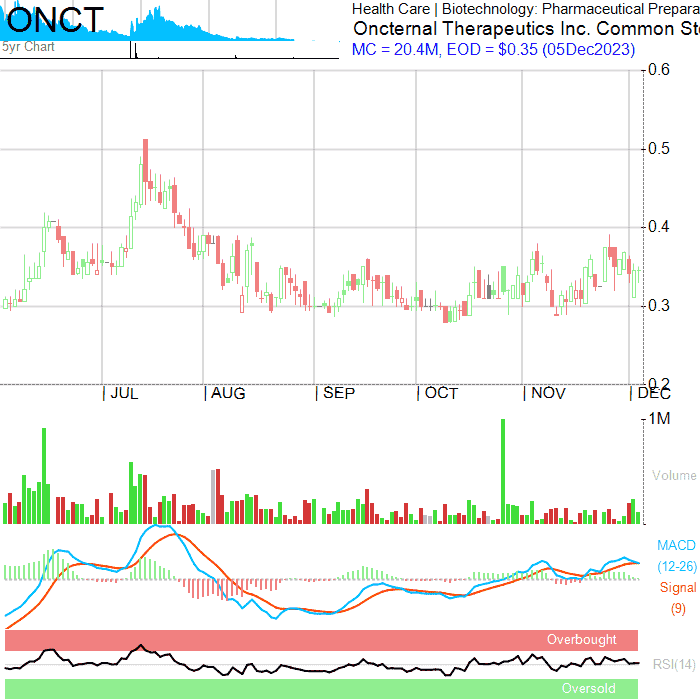 ONCT
5yr Chart
Health Care | Biotechnology: Pharmaceutical Prepara
Oncternal Therapeutics Inc. Common Sto
MC = 20.4M, EOD = $0.35 (05Dec2023)
0.6
0.5
0.4
0.3
0.2
| JUL | AUG | SEP | OCT | NOV | DEC
1M
Volume
MACD
(12-26)
Signal
(9)
Overbought
RSI(14)
Oversold